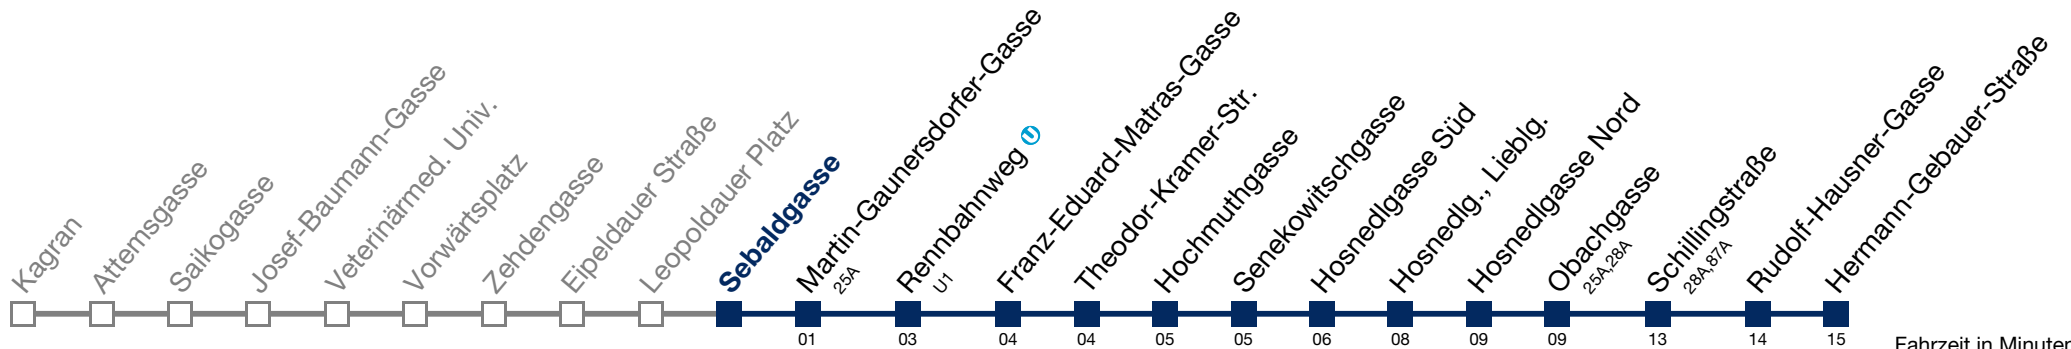 Kagran
Attemsgasse
Saikogasse
Josef-Baumann-Gasse
Veterinärmed. Univ.
Vorwärtsplatz
Zehdengasse
Eipeldauer Straße
Leopoldauer Platz
Sebaldgasse
Martin-Gaunersdorfer-Gasse
25A
Rennbahnweg U
U1
Franz-Eduard-Matras-Gasse
Theodor-Kramer-Str.
Hochmuthgasse
Senekowitschgasse
Hosnedlgasse Süd
Hosnedlg., Lieblg.
Hosnedlgasse Nord
Obachgasse
25A,28A
Schillingstraße
28A,87A
Rudolf-Hausner-Gasse
Hermann-Gebauer-Straße
01 03 04 04 05 05 06 08 09 09 13 14 15
Fahrzeit in Minuten